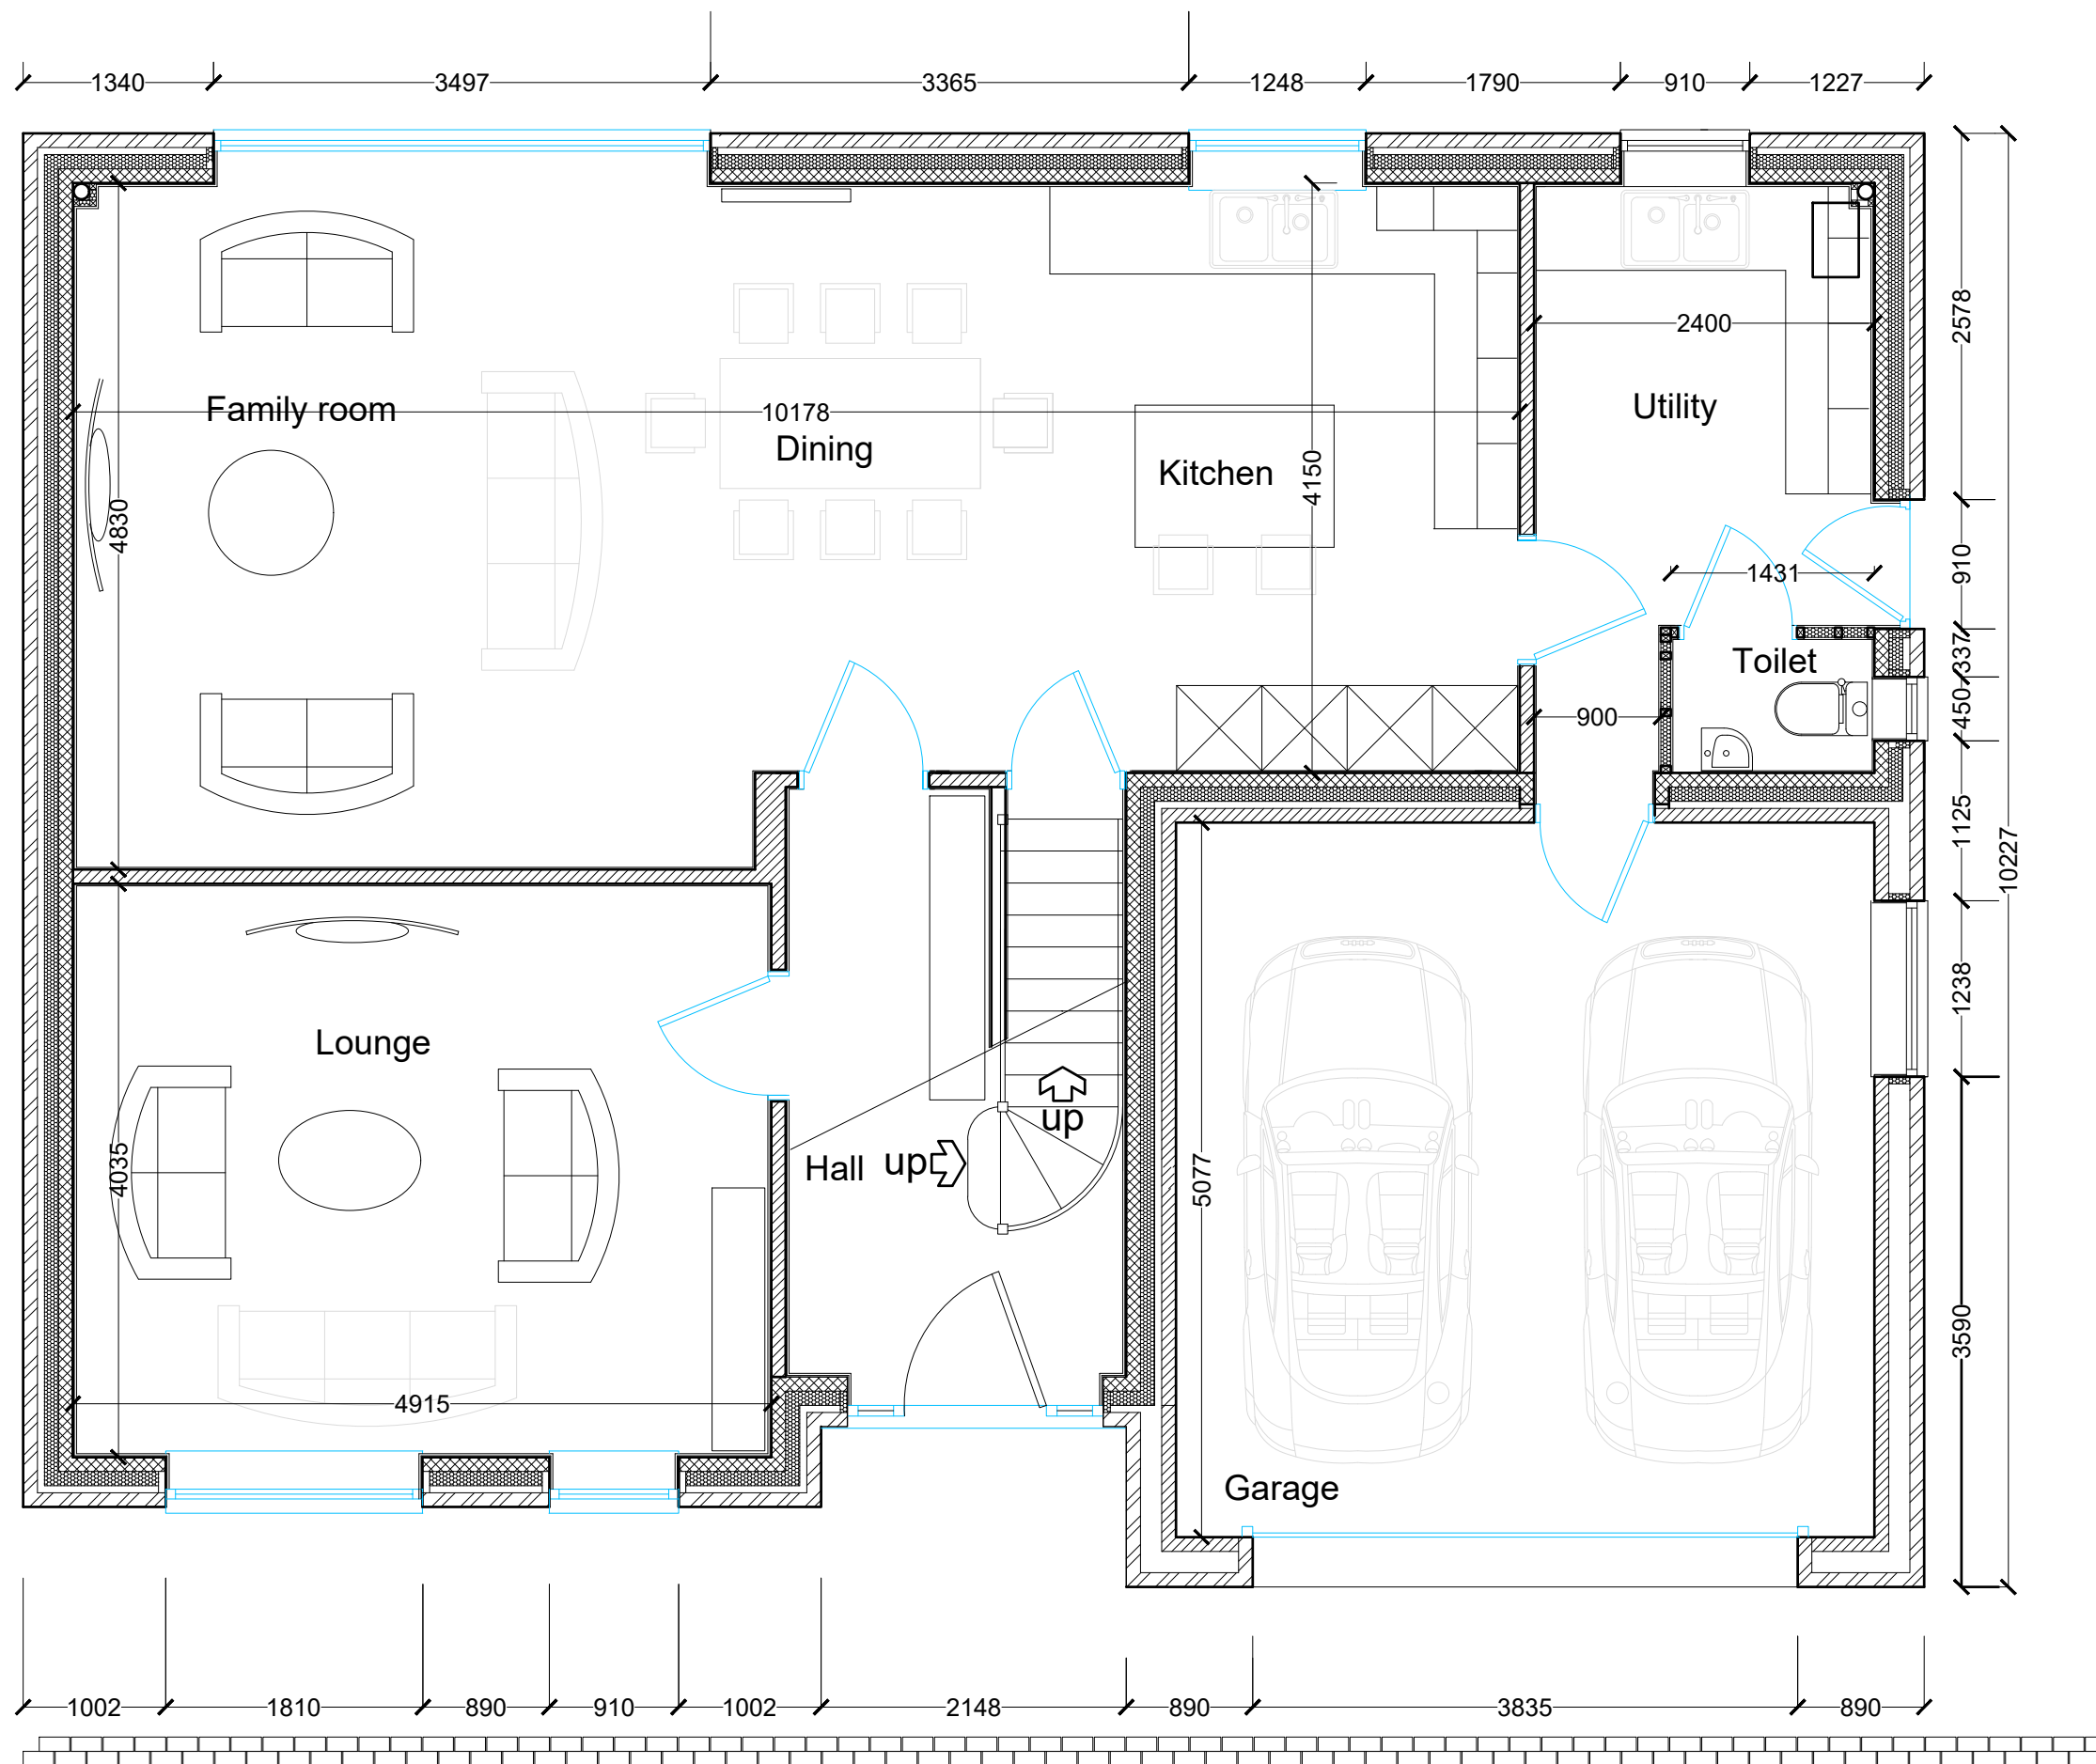 1340 3497 3365 1248 1790 910 1227
2578
2400
Family room
10178
Utility
Dining
Kitchen
4150
4830
910
1431
337
Toilet
450
900
1125
10227
1238
Lounge
up
4035
Hall up
5077
3590
4915
Garage
1002 1810 890 910 1002 2148 890 3835 890